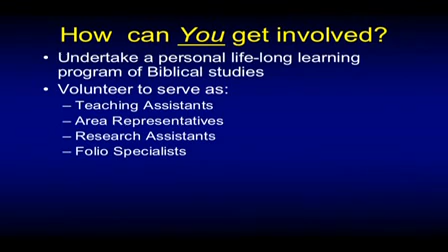 How can You get involved?
• Undertake a personal life-long learning
program of Biblical studies
• Volunteer to serve as:
– Teaching Assistants
– Area Representatives
– Research Assistants
– Folio Specialists